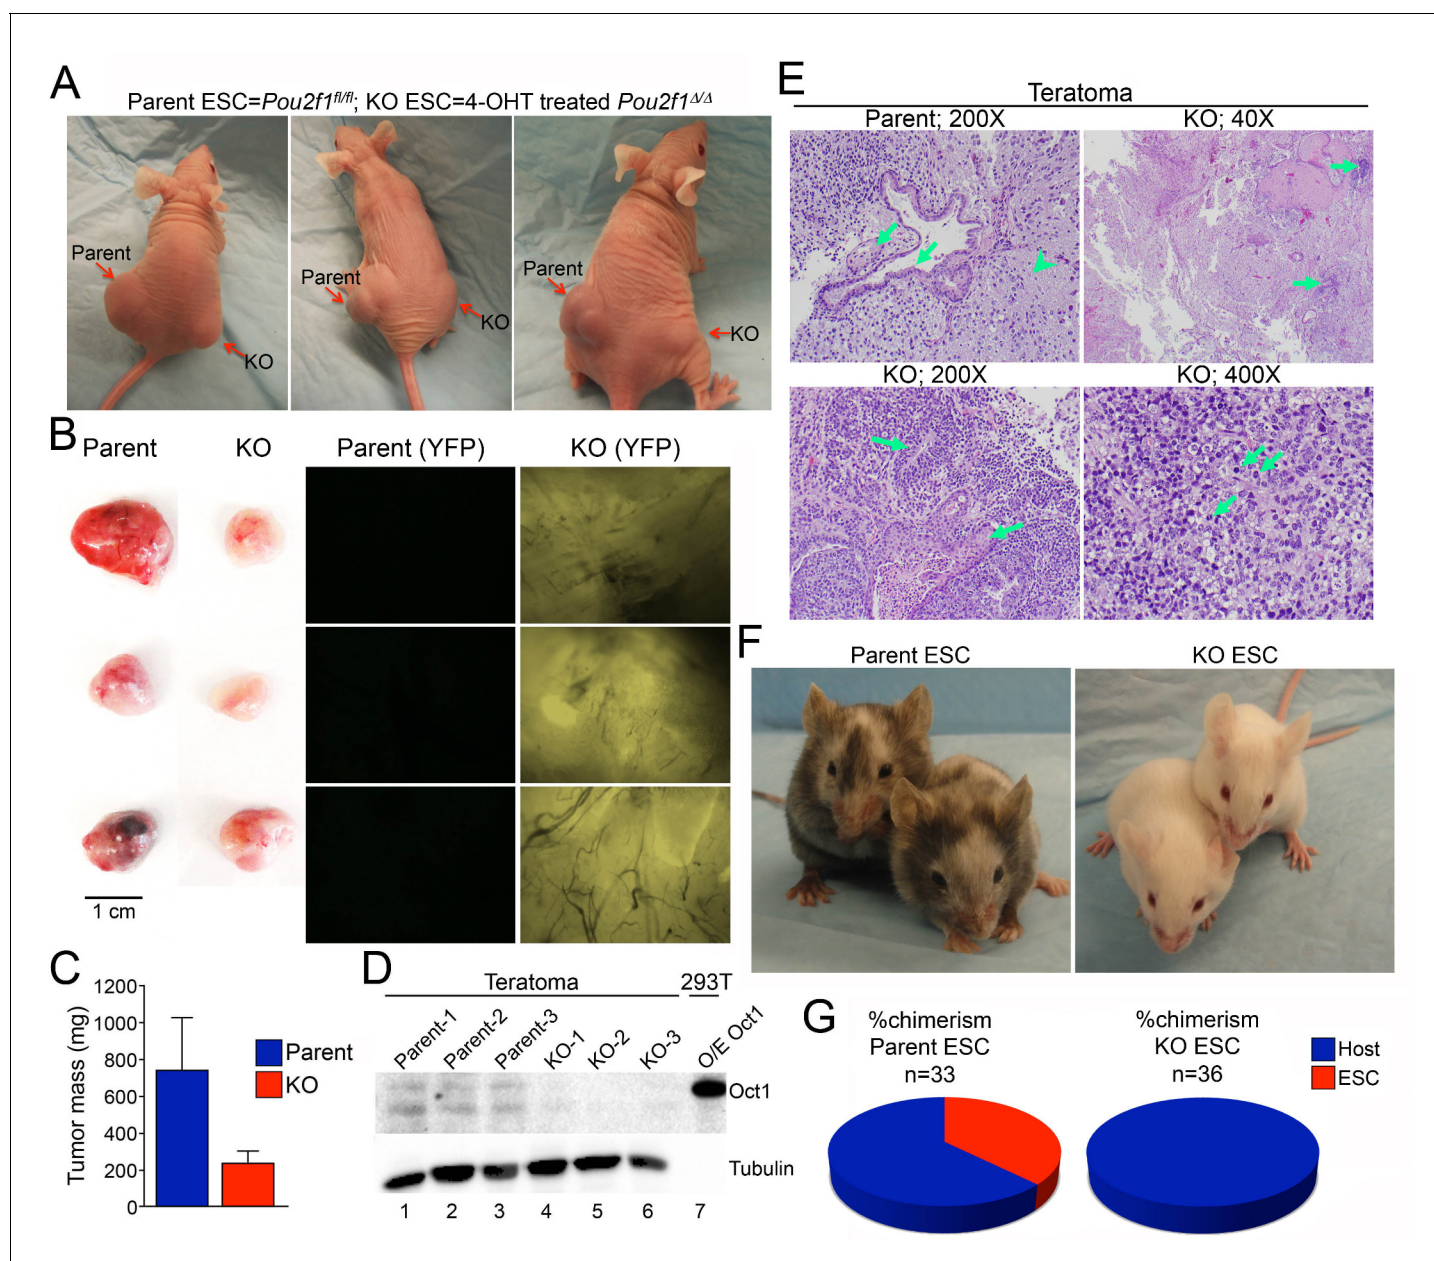 A
Parent ESC=Pou2f1fl/fl; KO ESC=4-OHT treated Pou2f1Δ/Δ
Parent
KO
Parent
KO
Parent
KO
B
Parent KO Parent (YFP) KO (YFP)
1 cm
C
Tumor mass (mg)
1200
1000
800
600
400
200
0
Parent
KO
D
Teratoma 293T
Parent-1 Parent-2 Parent-3 KO-1 KO-2 KO-3 O/E Oct1
Oct1
Tubulin
1 2 3 4 5 6 7
E
Teratoma
Parent; 200X KO; 40X
KO; 200X KO; 400X
F
Parent ESC KO ESC
G
%chimerism
Parent ESC
n=33
%chimerism
KO ESC
n=36
Host
ESC